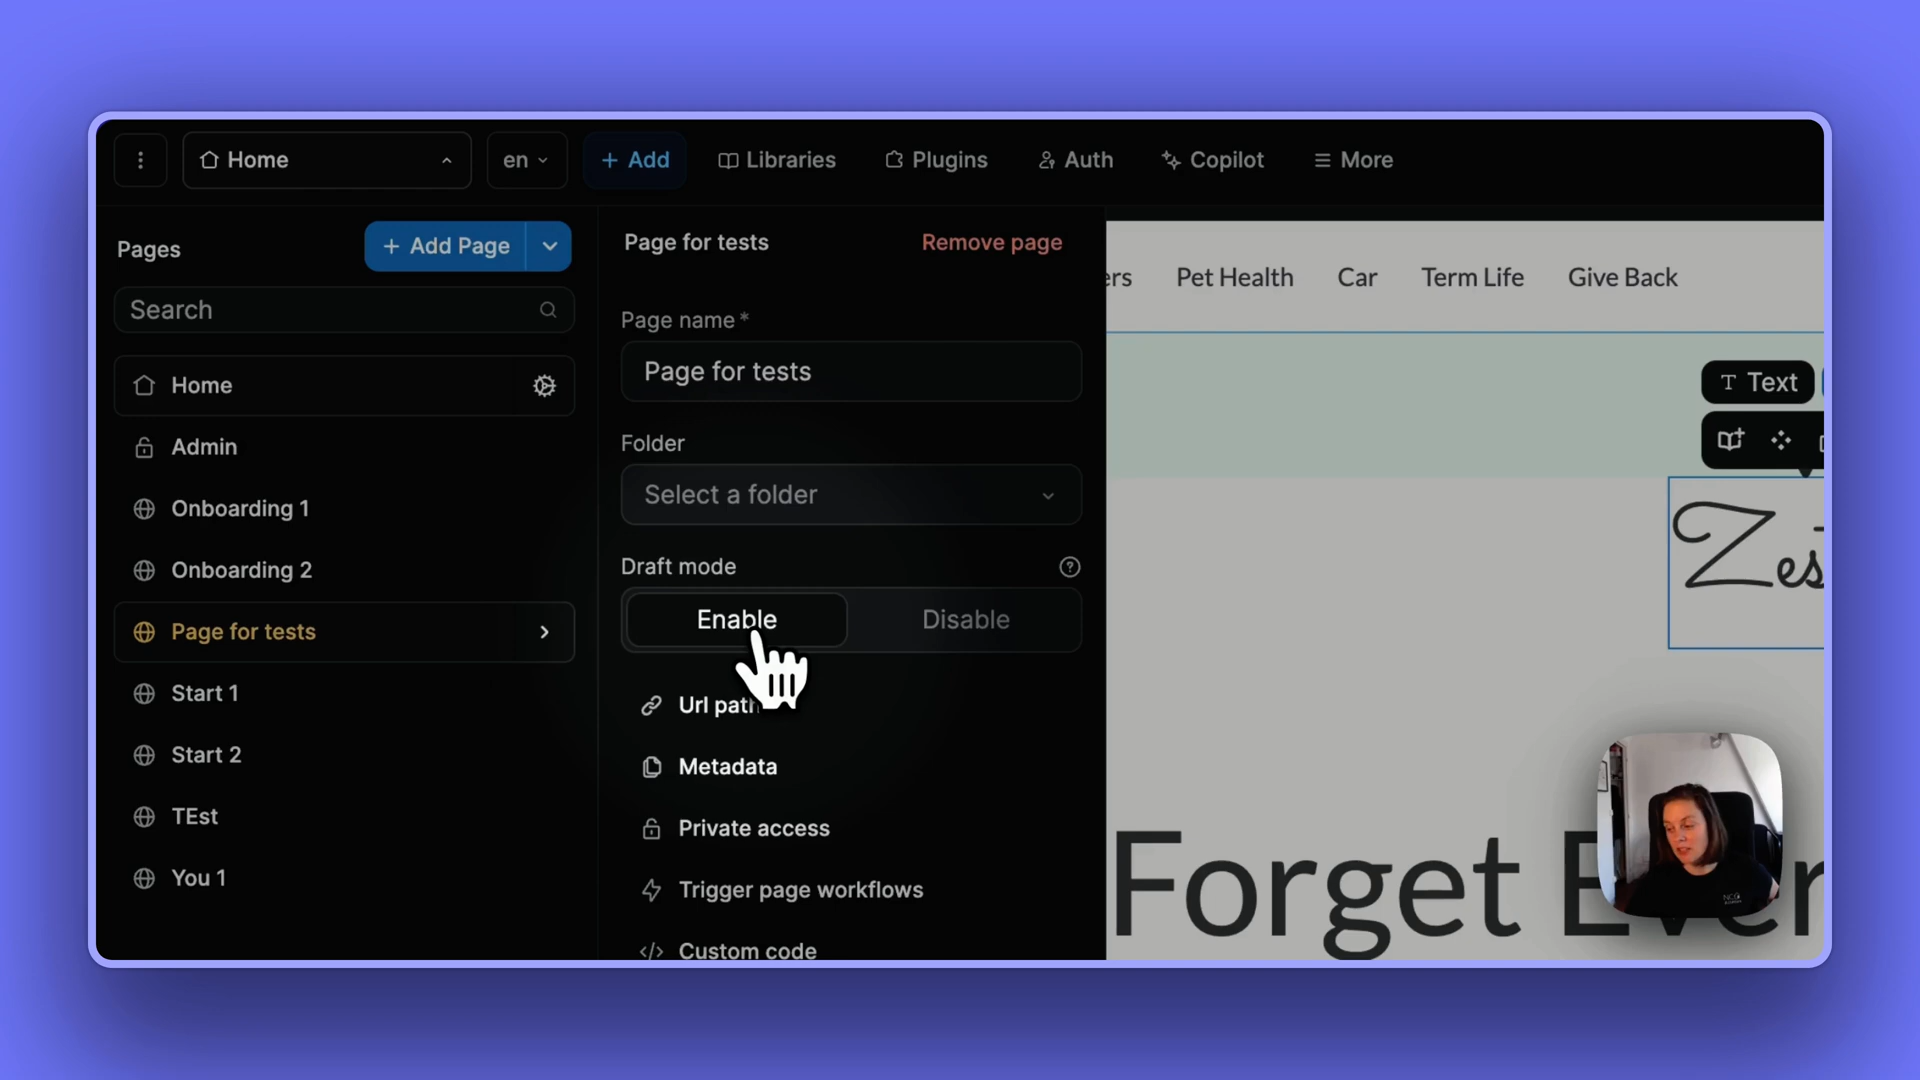 Home
en
+ Add
Libraries
Plugins
Auth
Copilot
More
Pages
+ Add Page
Search
Home
Admin
Onboarding 1
Onboarding 2
Page for tests
Start 1
Start 2
TEst
You 1
Page for tests
Remove page
Page name*
Page for tests
Folder
Select a folder
Draft mode
Enable
Disable
Url path
Metadata
Private access
Trigger page workflows
Custom code
Pet Health
Car
Term Life
Give Back
T Text
Forget